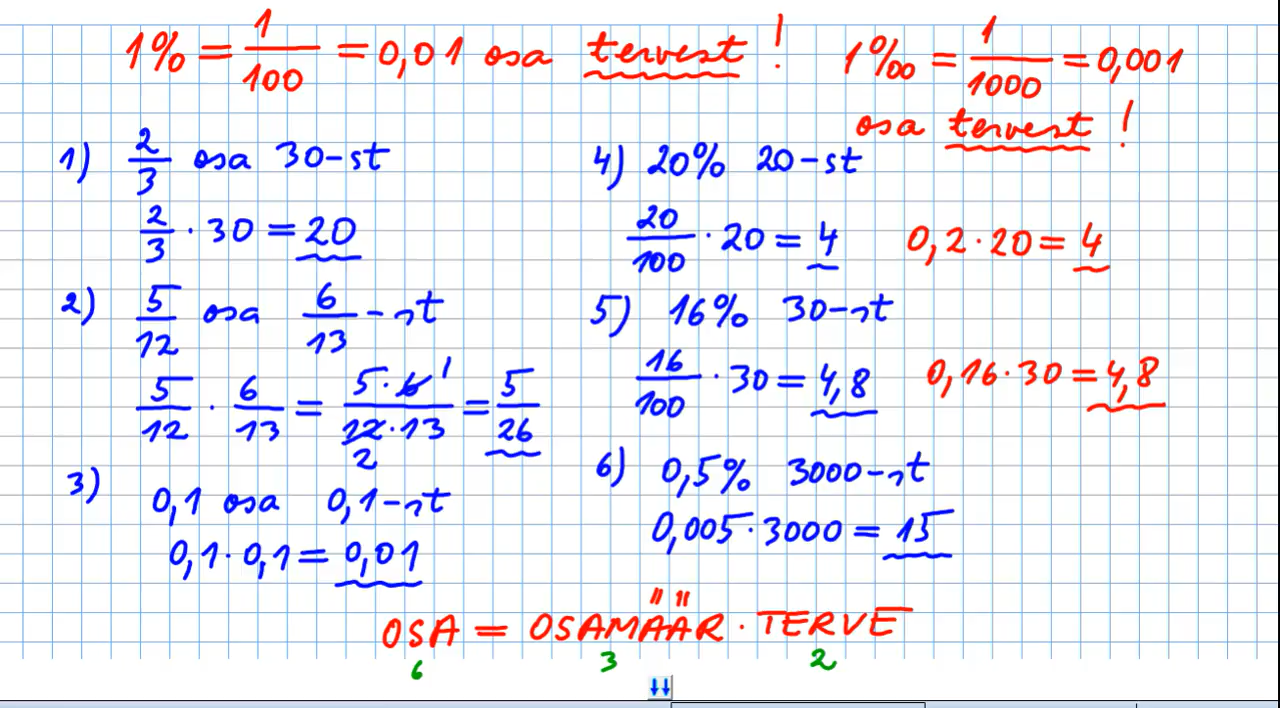 1% = 1/100 = 0,01 osa tervest !
1‰ = 1/1000 = 0,001
osa tervest !
1) 2/3 osa 30-st
2/3 · 30 = 20
2) 5/12 osa 6/13-st
5/12 · 6/13 = 5·6 1/12·13 2 = 5/26
3) 0,1 osa 0,1-st
0,1 · 0,1 = 0,01
4) 20% 20-st
20/100 · 20 = 4 0,2 · 20 = 4
5) 16% 30-st
16/100 · 30 = 4,8 0,16 · 30 = 4,8
6) 0,5% 3000-st
0,005 · 3000 = 15
OSA = OSAMÄÄR · TERVE
6 3 2